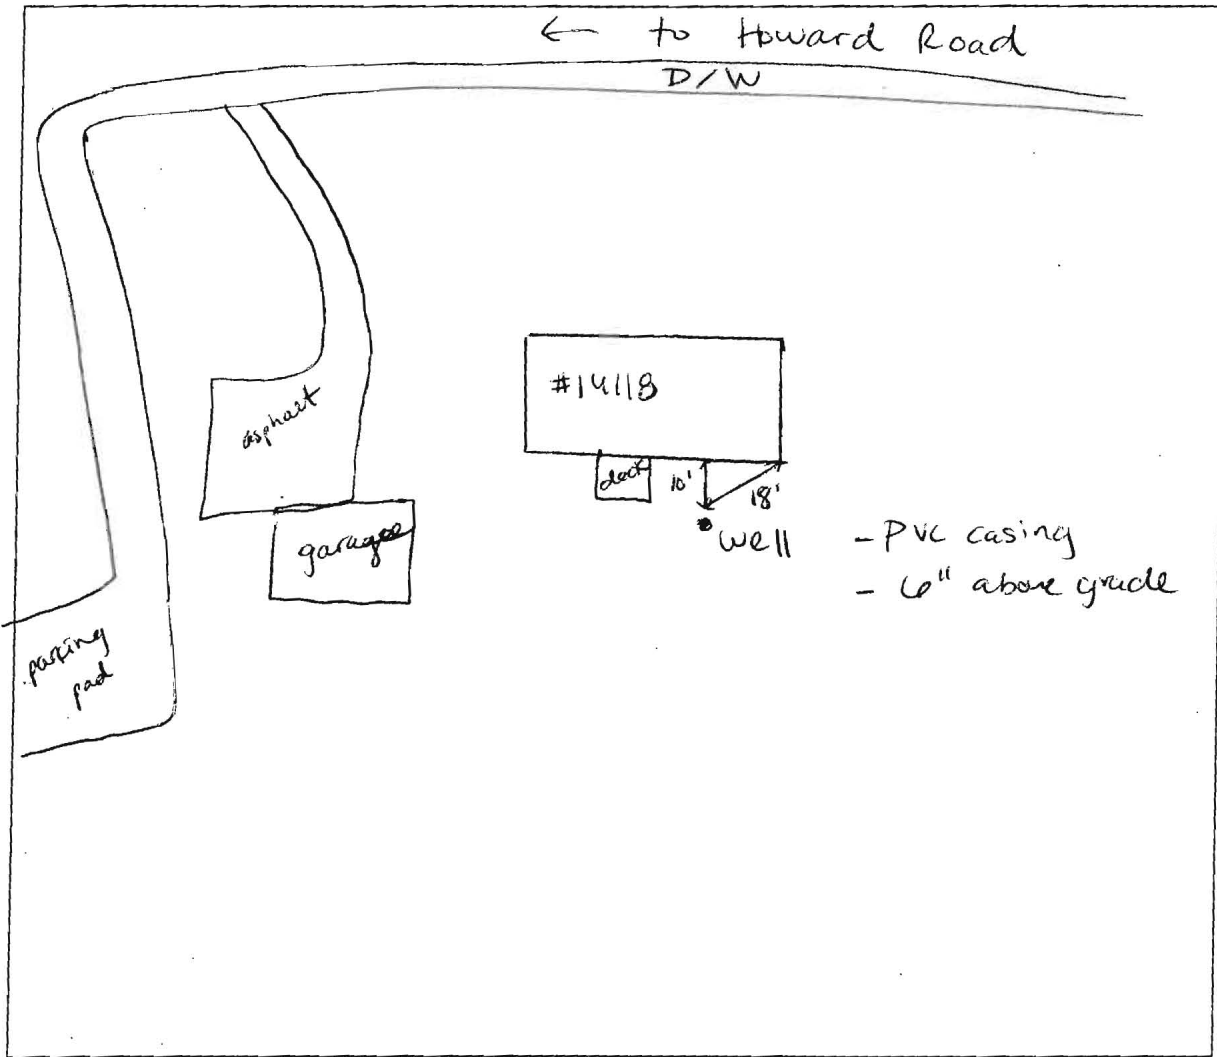 ← to Howard Road
D/W
#14118
asphalt
deck
10'
18'
well
- PVC casing
- 6" above grade
garage
parking
pad